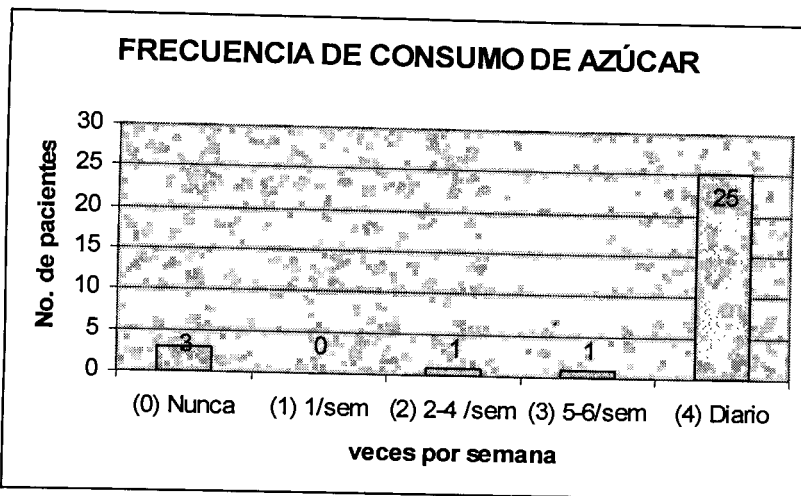 FRECUENCIA DE CONSUMO DE AZÚCAR
30
25
20
15
10
5
0
No. de pacientes
3
0
1
1
25
(0) Nunca
(1) 1/sem
(2) 2-4 /sem
(3) 5-6/sem
(4) Diario
veces por semana